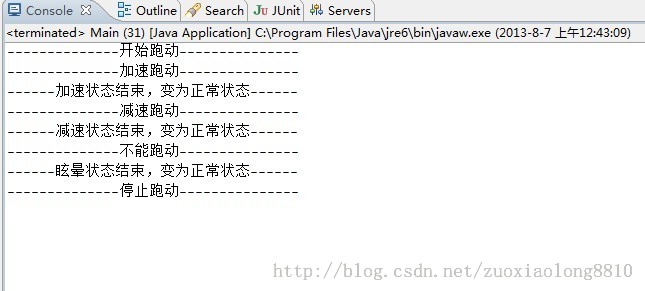 Console Outline Search Ju JUnit Servers
<terminated> Main (31) [Java Application] C:\Program Files\Java\jre6\bin\javaw.exe (2013-8-7 上午12:43:09)
--------------开始跑动---------------
--------------加速跑动---------------
------加速状态结束，变为正常状态------
--------------减速跑动---------------
------减速状态结束，变为正常状态------
--------------不能跑动---------------
------眩晕状态结束，变为正常状态------
--------------停止跑动---------------
http://blog.csdn.net/zuoxiaolong8810